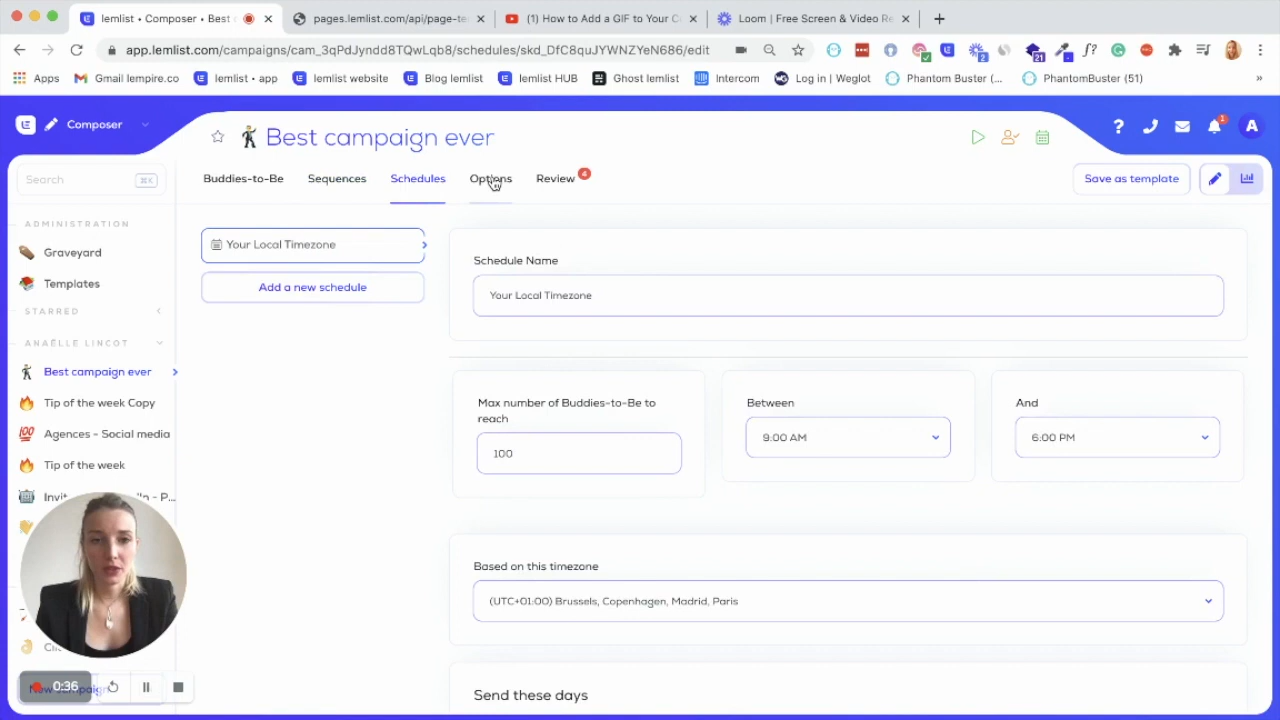 lemlist • Composer • Best c
pages.lemlist.com/api/page-te
(1) How to Add a GIF to Your C
Loom | Free Screen & Video Re
app.lemlist.com/campaigns/cam_3qPdJyndd8TQwLqb8/schedules/skd_DfC8quJYWNZYeN686/edit
Apps
Gmail lempire.co
lemlist • app
lemlist website
Blog lemlist
lemlist HUB
Ghost lemlist
Intercom
Log in | Weglot
Phantom Buster (...
PhantomBuster (51)
»
Composer
Best campaign ever
?
1
A
Search
⌘K
Buddies-to-Be
Sequences
Schedules
Options
Review
4
Save as template
ADMINISTRATION
Graveyard
Templates
STARRED
ANAËLLE LINCOT
Best campaign ever
Tip of the week Copy
Agences - Social media
Tip of the week
Your Local Timezone
Add a new schedule
Schedule Name
Your Local Timezone
Max number of Buddies-to-Be to
reach
100
Between
9:00 AM
And
6:00 PM
Based on this timezone
(UTC+01:00) Brussels, Copenhagen, Madrid, Paris
Send these days
0:36